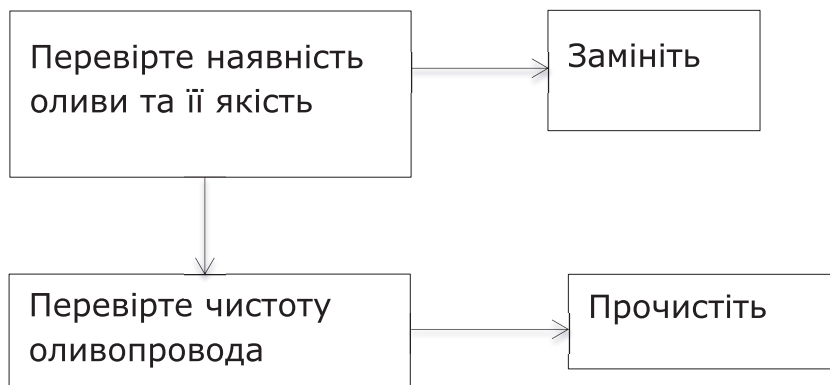 Перевірте наявність
оливи та її якість
Замініть
Перевірте чистоту
оливопровода
Прочистіть